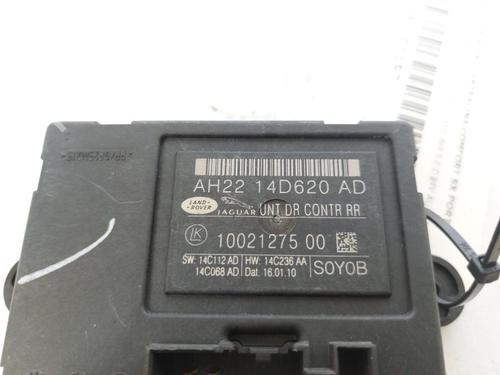 AH22 14D620 AD
LAND-
ROVER
JAGUAR UNT DR CONTR RR
LK 10021275 00
SW: 14C112 AD HW: 14C236 AA
14C068 AD Dat: 16.01.10
S0Y0B